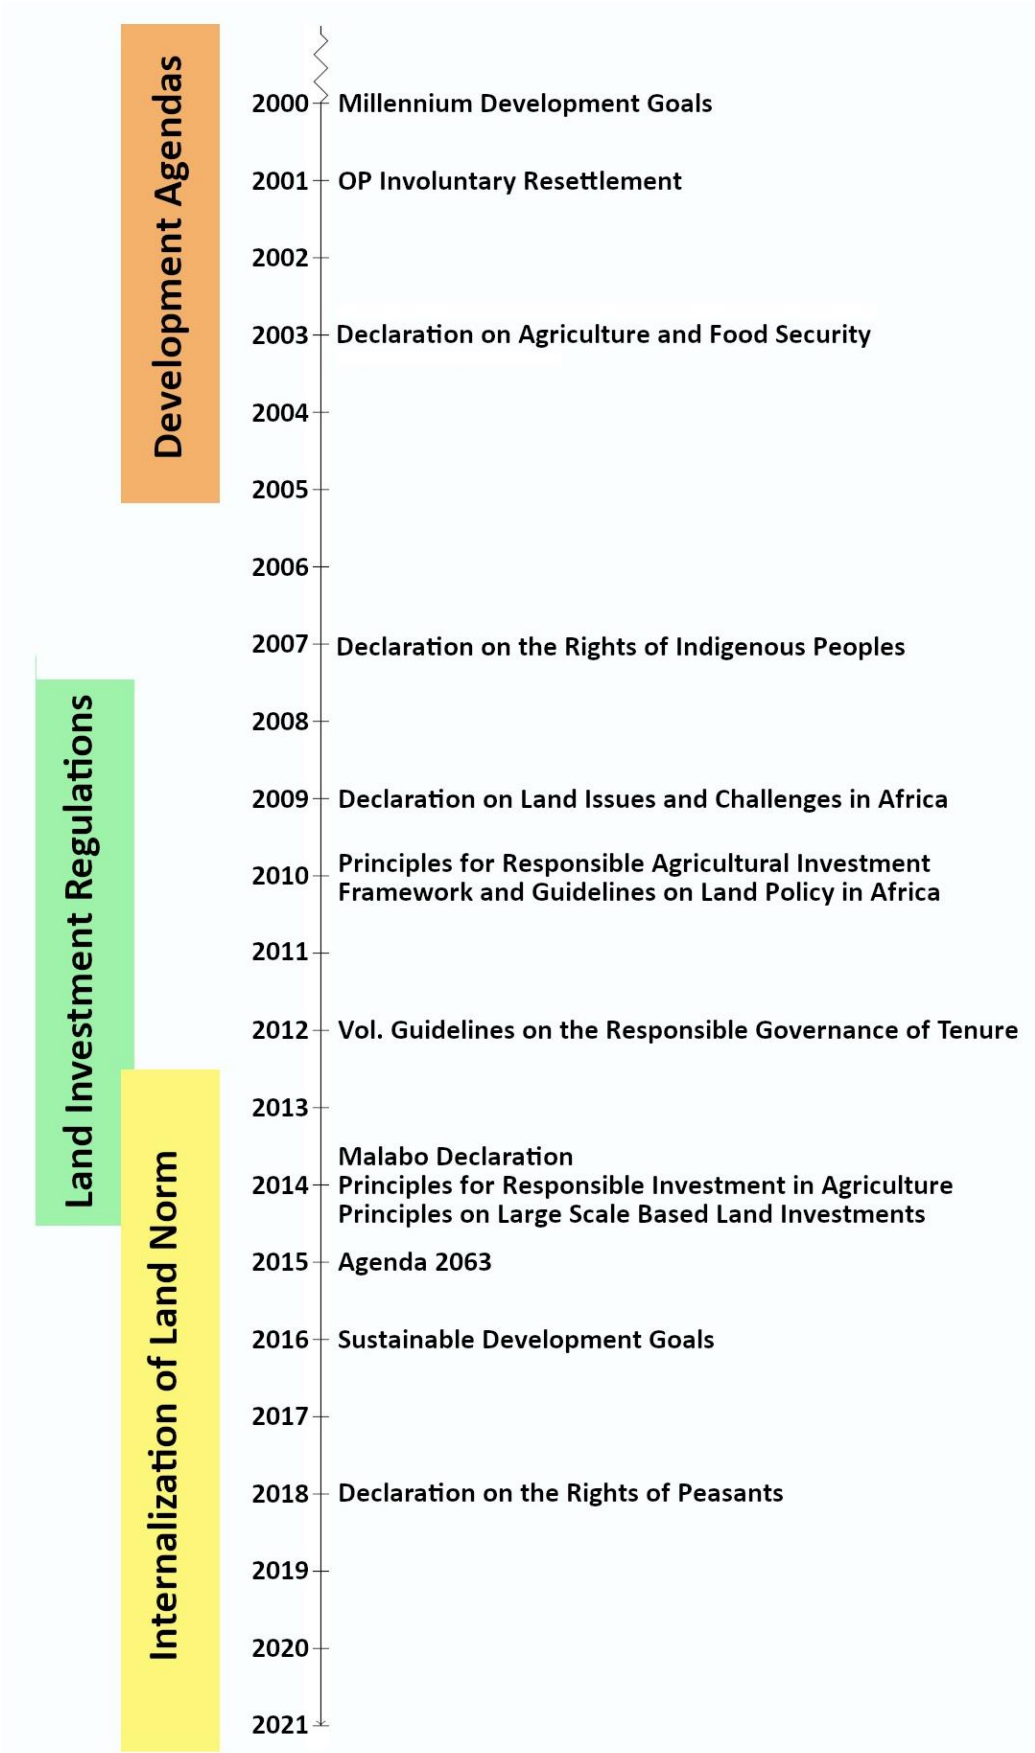 Development Agendas
Land Investment Regulations
Internalization of Land Norm
2000 Millennium Development Goals
2001 OP Involuntary Resettlement
2002
2003 Declaration on Agriculture and Food Security
2004
2005
2006
2007 Declaration on the Rights of Indigenous Peoples
2008
2009 Declaration on Land Issues and Challenges in Africa
Principles for Responsible Agricultural Investment
2010
Framework and Guidelines on Land Policy in Africa
2011
2012 Vol. Guidelines on the Responsible Governance of Tenure
2013
Malabo Declaration
2014 Principles for Responsible Investment in Agriculture
Principles on Large Scale Based Land Investments
2015 Agenda 2063
2016 Sustainable Development Goals
2017
2018 Declaration on the Rights of Peasants
2019
2020
2021